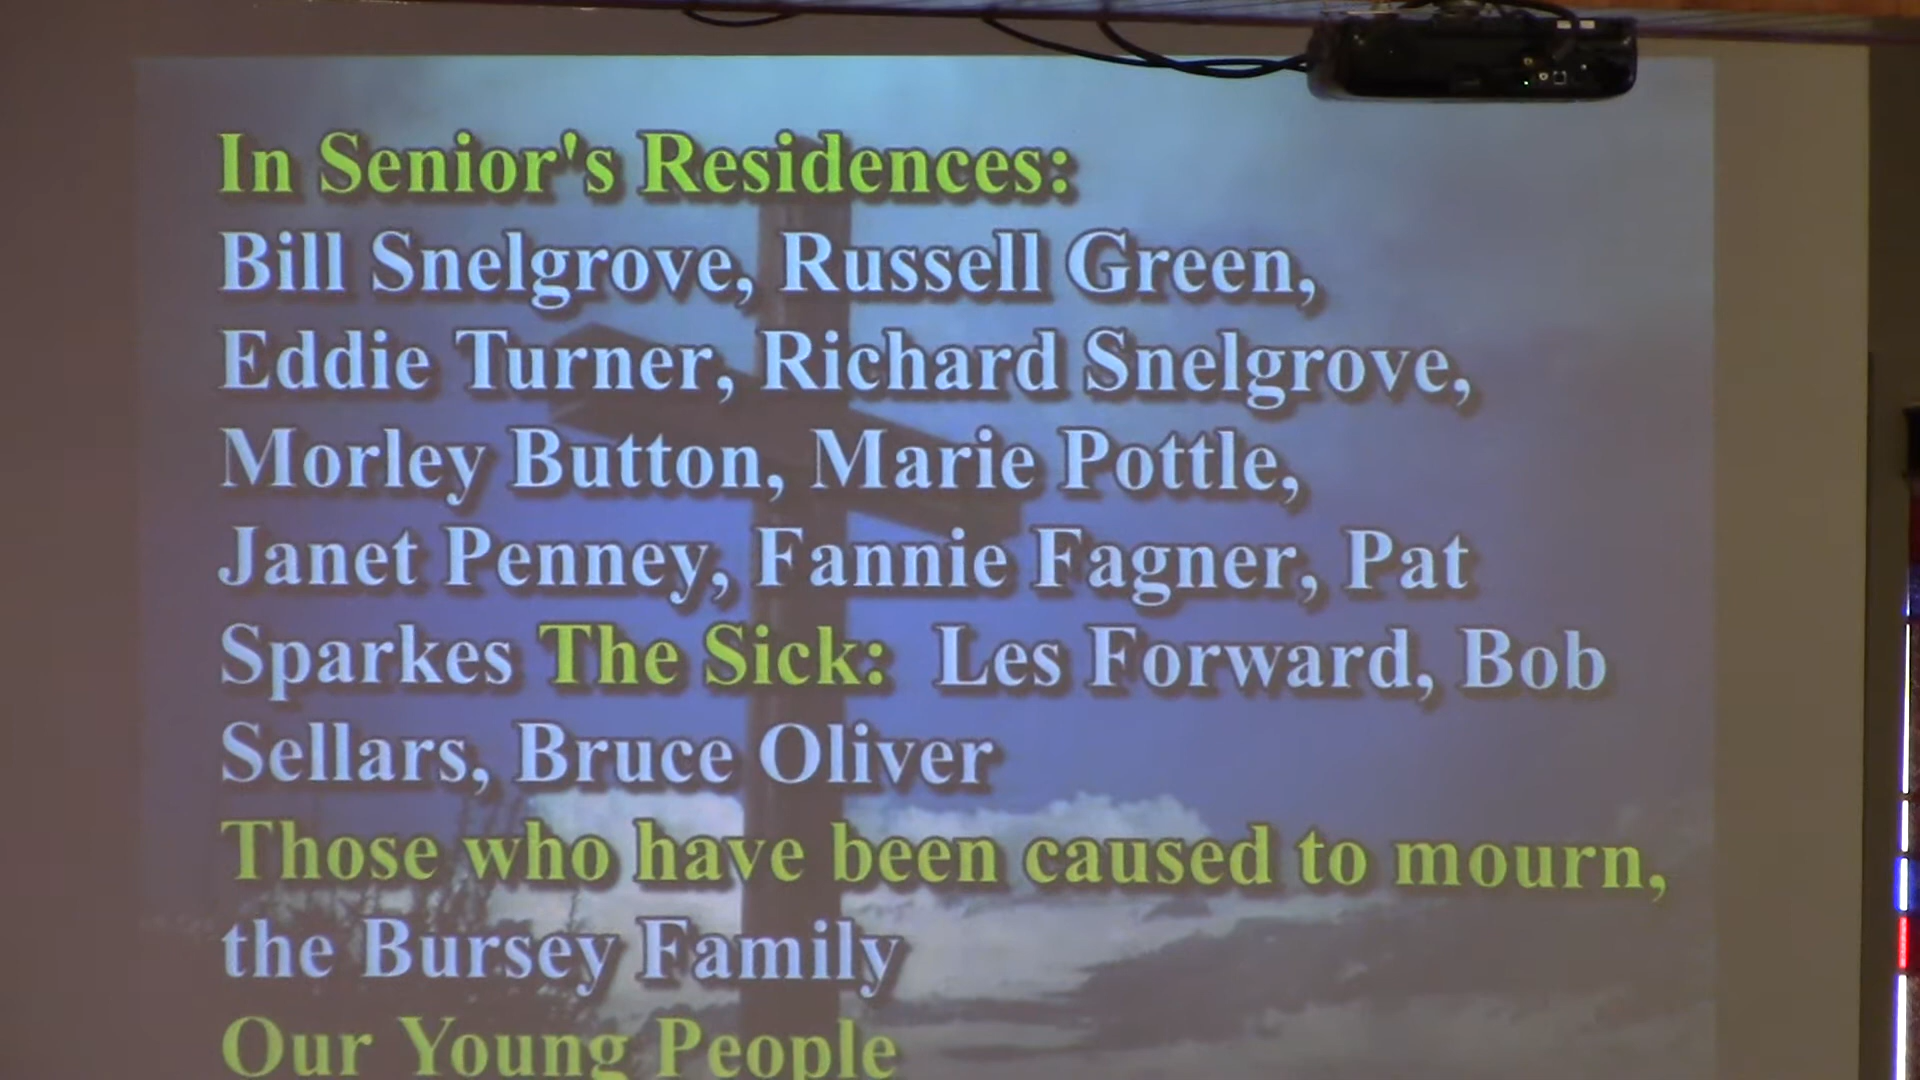 In Senior's Residences:
Bill Snelgrove, Russell Green,
Eddie Turner, Richard Snelgrove,
Morley Button, Marie Pottle,
Janet Penney, Fannie Fagner, Pat
Sparkes The Sick: Les Forward, Bob
Sellars, Bruce Oliver
Those who have been caused to mourn,
the Bursey Family
Our Young People